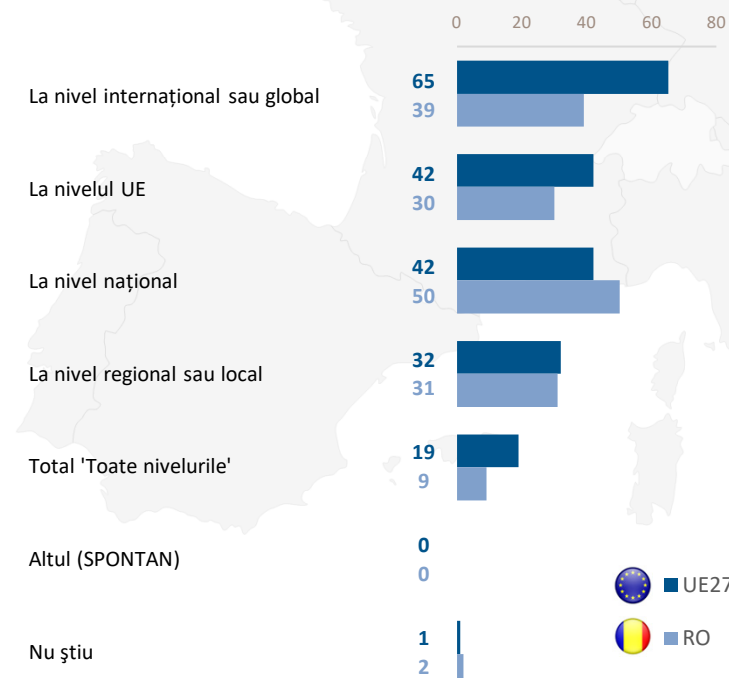 0 20 40 60 80
La nivel internațional sau global
65
39
La nivelul UE
42
30
La nivel național
42
50
La nivel regional sau local
32
31
Total 'Toate nivelurile'
19
9
Altul (SPONTAN)
0
0
UE27
Nu ştiu
1
2
RO